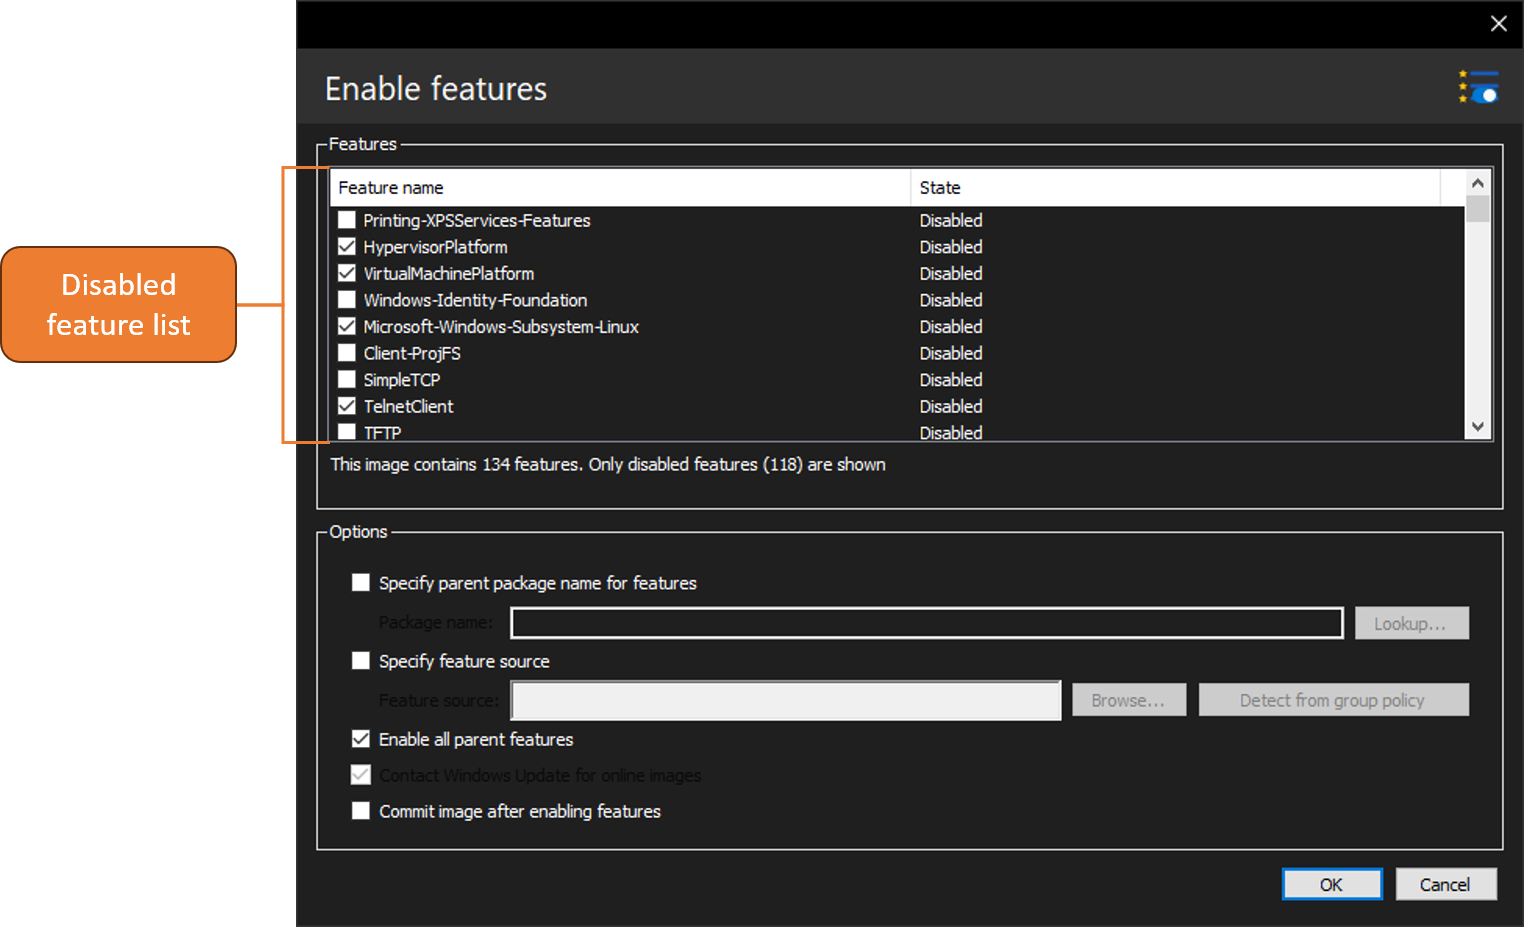 Enable features
Features
Feature name State
Printing-XPSServices-Features Disabled
HypervisorPlatform Disabled
VirtualMachinePlatform Disabled
Windows-Identity-Foundation Disabled
Microsoft-Windows-Subsystem-Linux Disabled
Client-ProjFS Disabled
SimpleTCP Disabled
TelnetClient Disabled
TFTP Disabled
Disabled
feature list
This image contains 134 features. Only disabled features (118) are shown
Options
Specify parent package name for features
Package name: Lookup...
Specify feature source
Feature source: Browse... Detect from group policy
Enable all parent features
Contact Windows Update for online images
Commit image after enabling features
OK Cancel